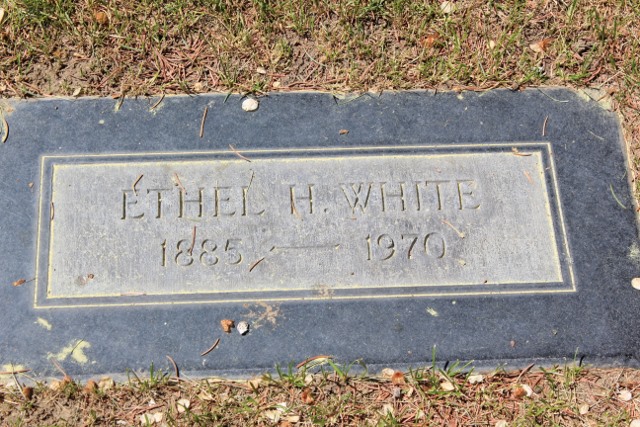 ETHEL H. WHITE
1885 — 1970